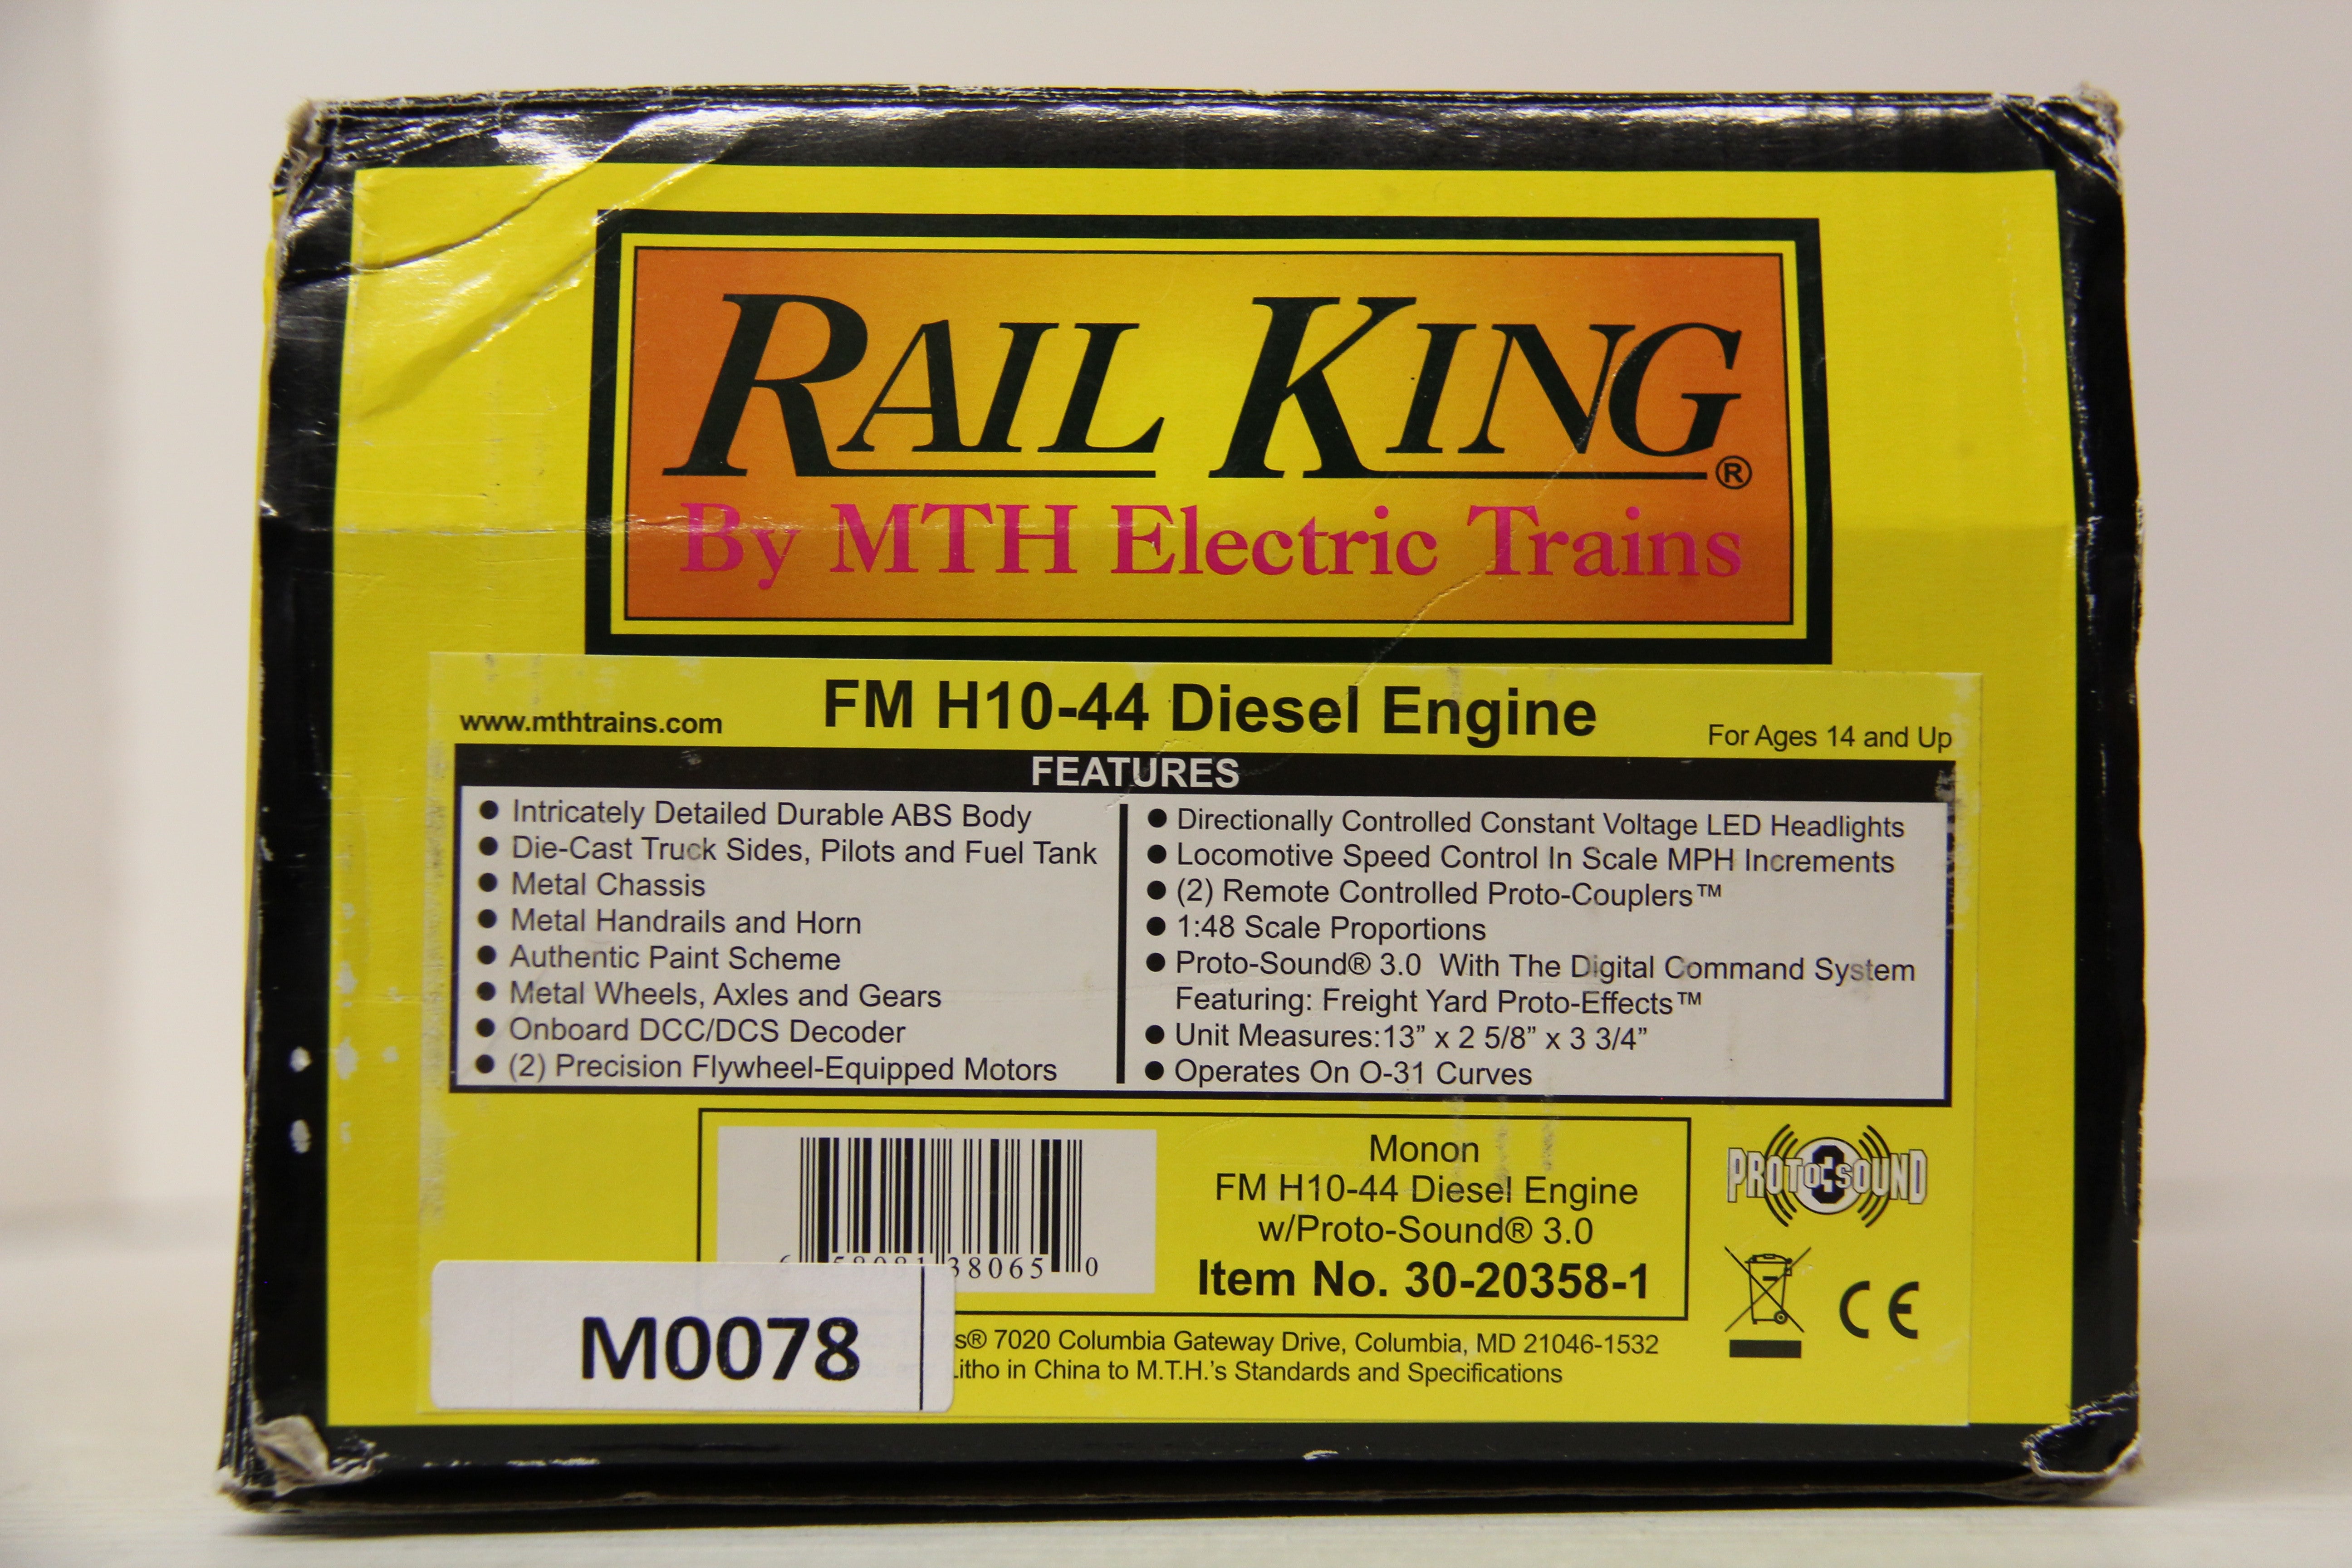 RAIL KING®
By MTH Electric Trains
www.mthtrains.com
FM H10-44 Diesel Engine
For Ages 14 and Up
FEATURES
● Intricately Detailed Durable ABS Body
● Die-Cast Truck Sides, Pilots and Fuel Tank
● Metal Chassis
● Metal Handrails and Horn
● Authentic Paint Scheme
● Metal Wheels, Axles and Gears
● Onboard DCC/DCS Decoder
● (2) Precision Flywheel-Equipped Motors
● Directionally Controlled Constant Voltage LED Headlights
● Locomotive Speed Control In Scale MPH Increments
● (2) Remote Controlled Proto-Couplers™
● 1:48 Scale Proportions
● Proto-Sound® 3.0 With The Digital Command System
Featuring: Freight Yard Proto-Effects™
● Unit Measures:13” x 2 5/8” x 3 3/4”
● Operates On O-31 Curves
6 58081 38065 0
Monon
FM H10-44 Diesel Engine
w/Proto-Sound® 3.0
Item No. 30-20358-1
PROTO 3 SOUND
CE
M0078
s® 7020 Columbia Gateway Drive, Columbia, MD 21046-1532
Litho in China to M.T.H.’s Standards and Specifications